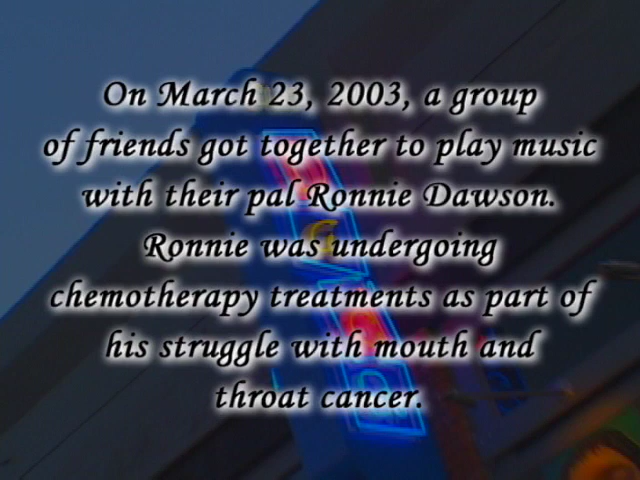 On March 23, 2003, a group
of friends got together to play music
with their pal Ronnie Dawson.
Ronnie was undergoing
chemotherapy treatments as part of
his struggle with mouth and
throat cancer.